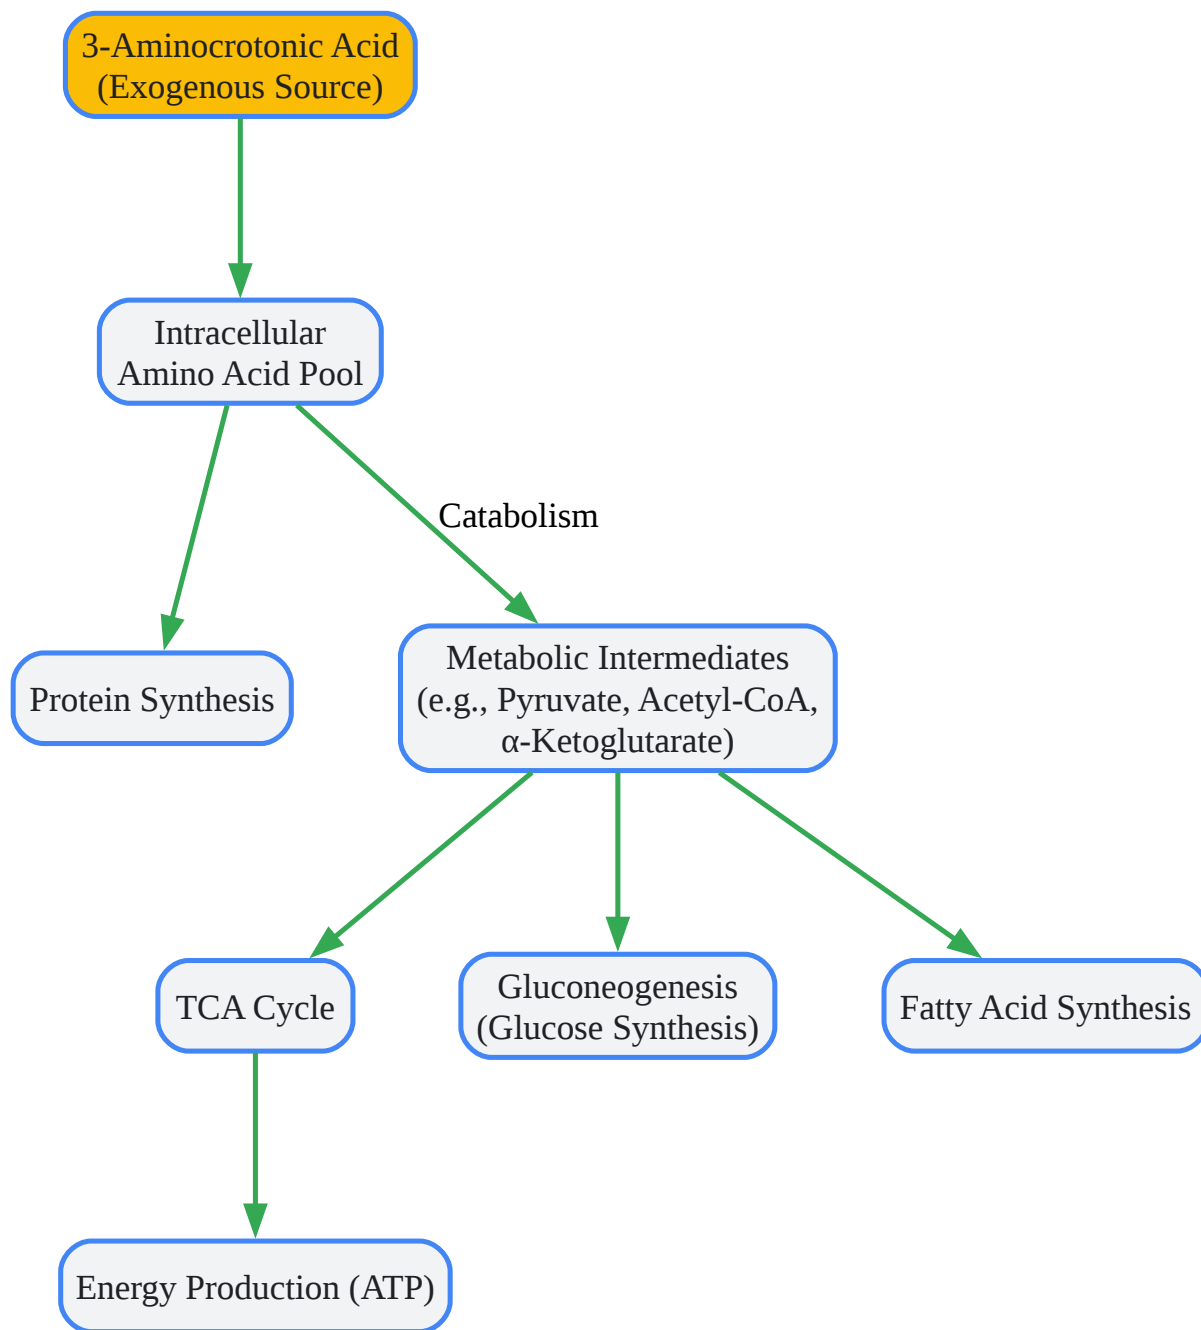 3-Aminocrotonic Acid
(Exogenous Source)
Intracellular
Amino Acid Pool
Catabolism
Protein Synthesis
Metabolic Intermediates
(e.g., Pyruvate, Acetyl-CoA,
α-Ketoglutarate)
TCA Cycle
Gluconeogenesis
(Glucose Synthesis)
Fatty Acid Synthesis
Energy Production (ATP)